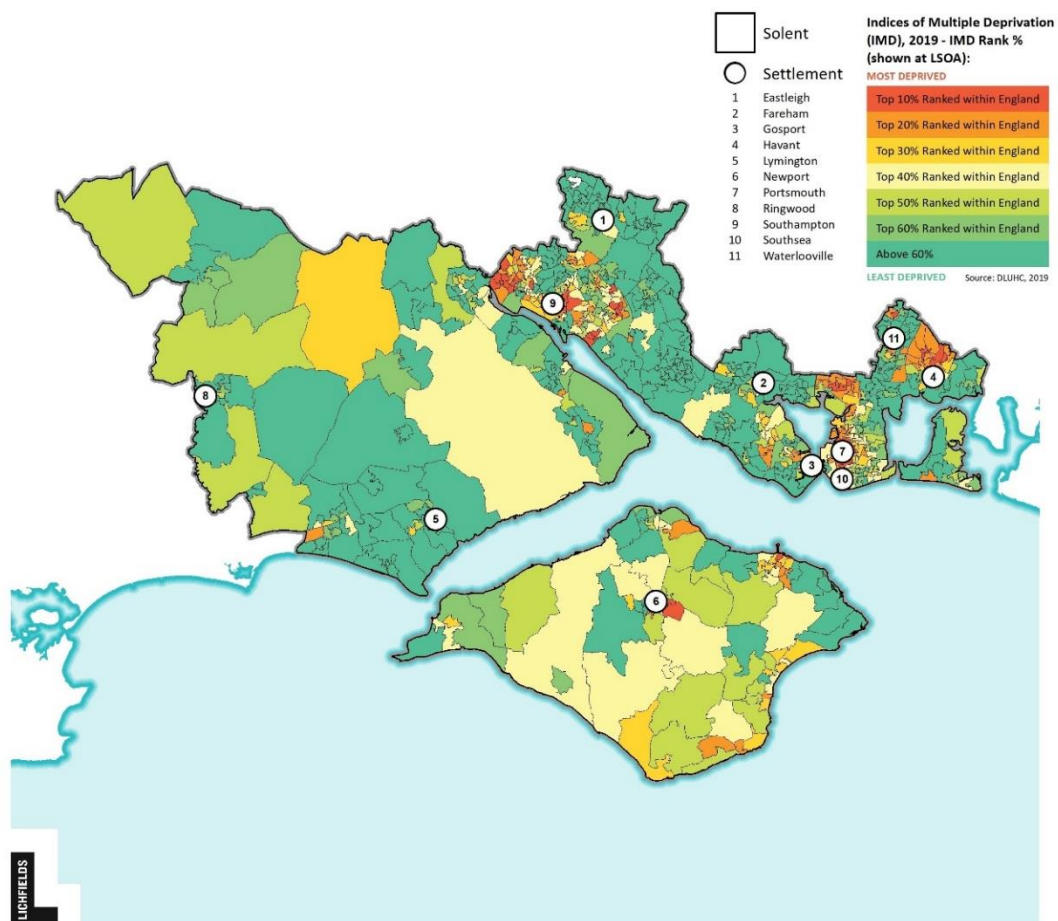 Solent
Settlement
1 Eastleigh
2 Fareham
3 Gosport
4 Havant
5 Lymington
6 Newport
7 Portsmouth
8 Ringwood
9 Southampton
10 Southsea
11 Waterlooville
Indices of Multiple Deprivation
(IMD), 2019 - IMD Rank %
(shown at LSOA):
MOST DEPRIVED
Top 10% Ranked within England
Top 20% Ranked within England
Top 30% Ranked within England
Top 40% Ranked within England
Top 50% Ranked within England
Top 60% Ranked within England
Above 60%
LEAST DEPRIVED Source: DLUHC, 2019
1
9
11
2
4
8
7
3
10
5
6
LICHFIELDS